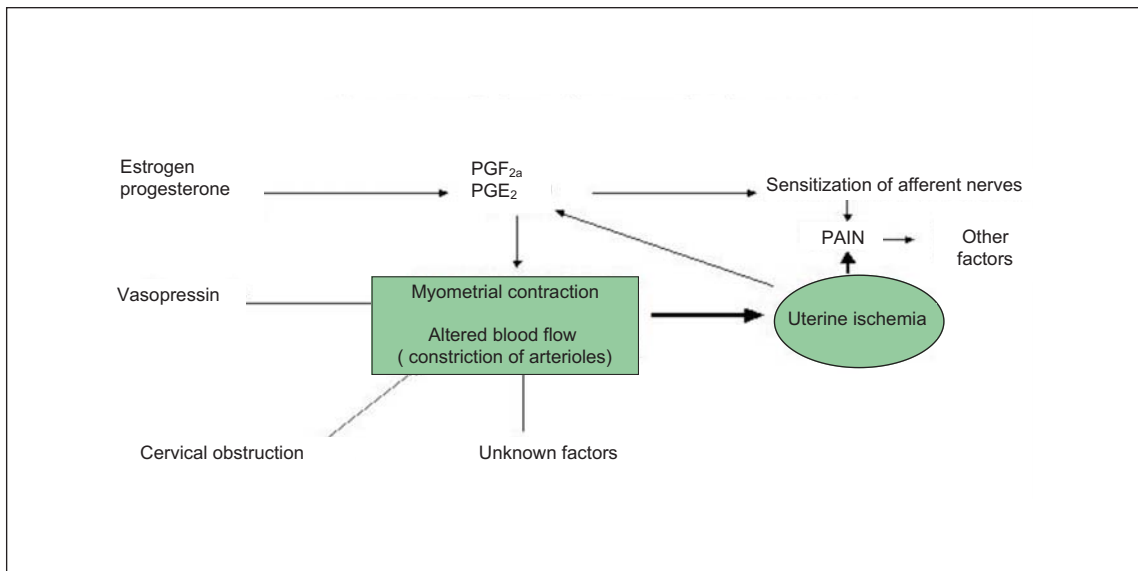 Estrogen
progesterone
PGF2a
PGE2
Sensitization of afferent nerves
PAIN
Other
factors
Vasopressin
Myometrial contraction
Altered blood flow
( constriction of arterioles)
Uterine ischemia
Cervical obstruction
Unknown factors